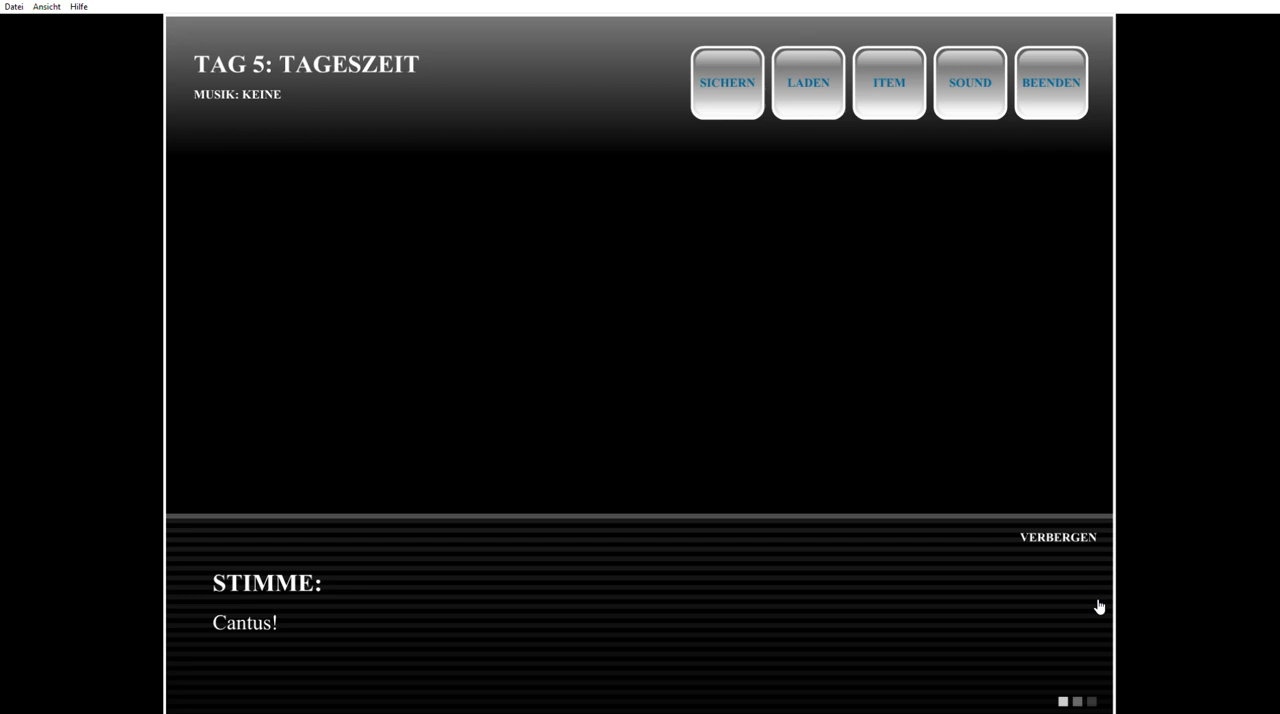 Datei Ansicht Hilfe
TAG 5: TAGESZEIT
MUSIK: KEINE
SICHERN LADEN ITEM SOUND BEENDEN
VERBERGEN
STIMME:
Cantus!